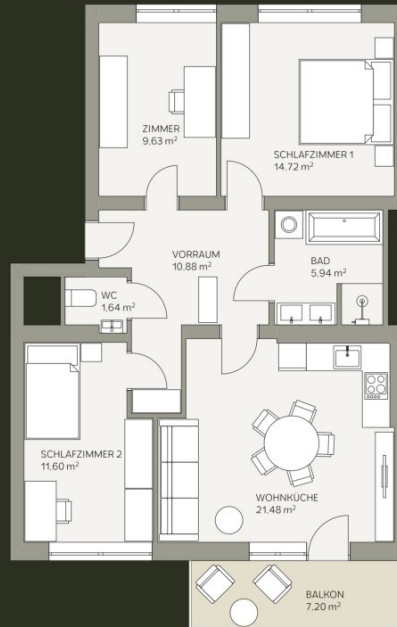 ZIMMER
9.63 m²
SCHLAFZIMMER 1
14.72 m²
VORRAUM
10.88 m²
BAD
5.94 m²
WC
1.64 m²
SCHLAFZIMMER 2
11.60 m²
WOHNKÜCHE
21.48 m²
BALKON
7.20 m²